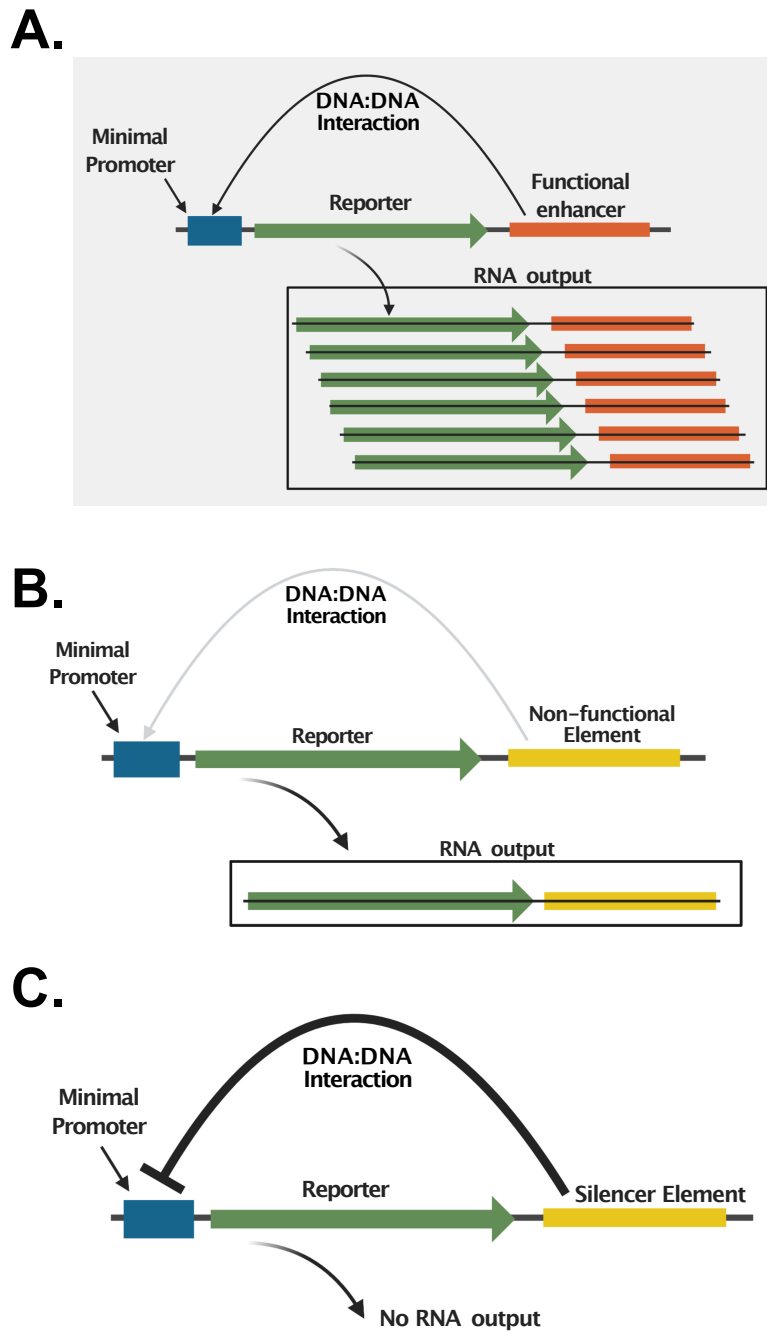 A.
DNA:DNA
Interaction
Minimal
Promoter
Reporter
Functional
enhancer
RNA output
B.
DNA:DNA
Interaction
Minimal
Promoter
Reporter
Non-functional
Element
RNA output
C.
DNA:DNA
Interaction
Minimal
Promoter
Reporter
Silencer Element
No RNA output